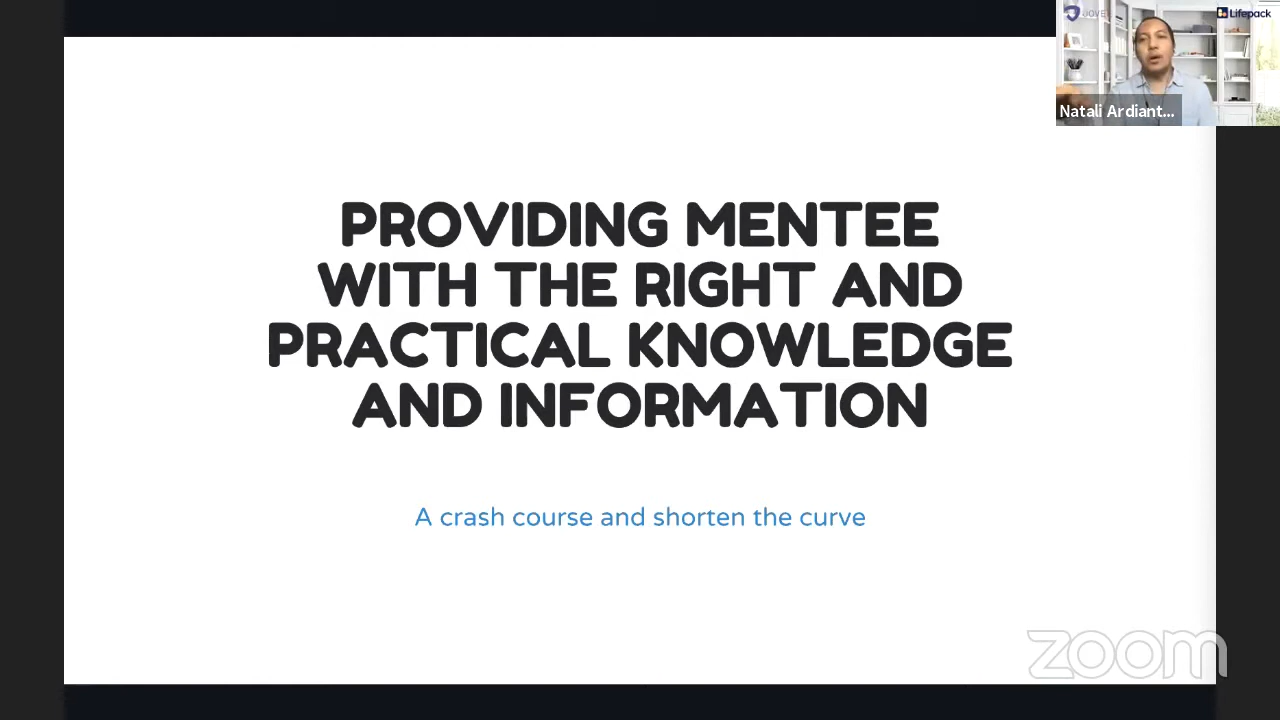 Lifepack
Natali Ardiant...
PROVIDING MENTEE
WITH THE RIGHT AND
PRACTICAL KNOWLEDGE
AND INFORMATION
A crash course and shorten the curve
zoom